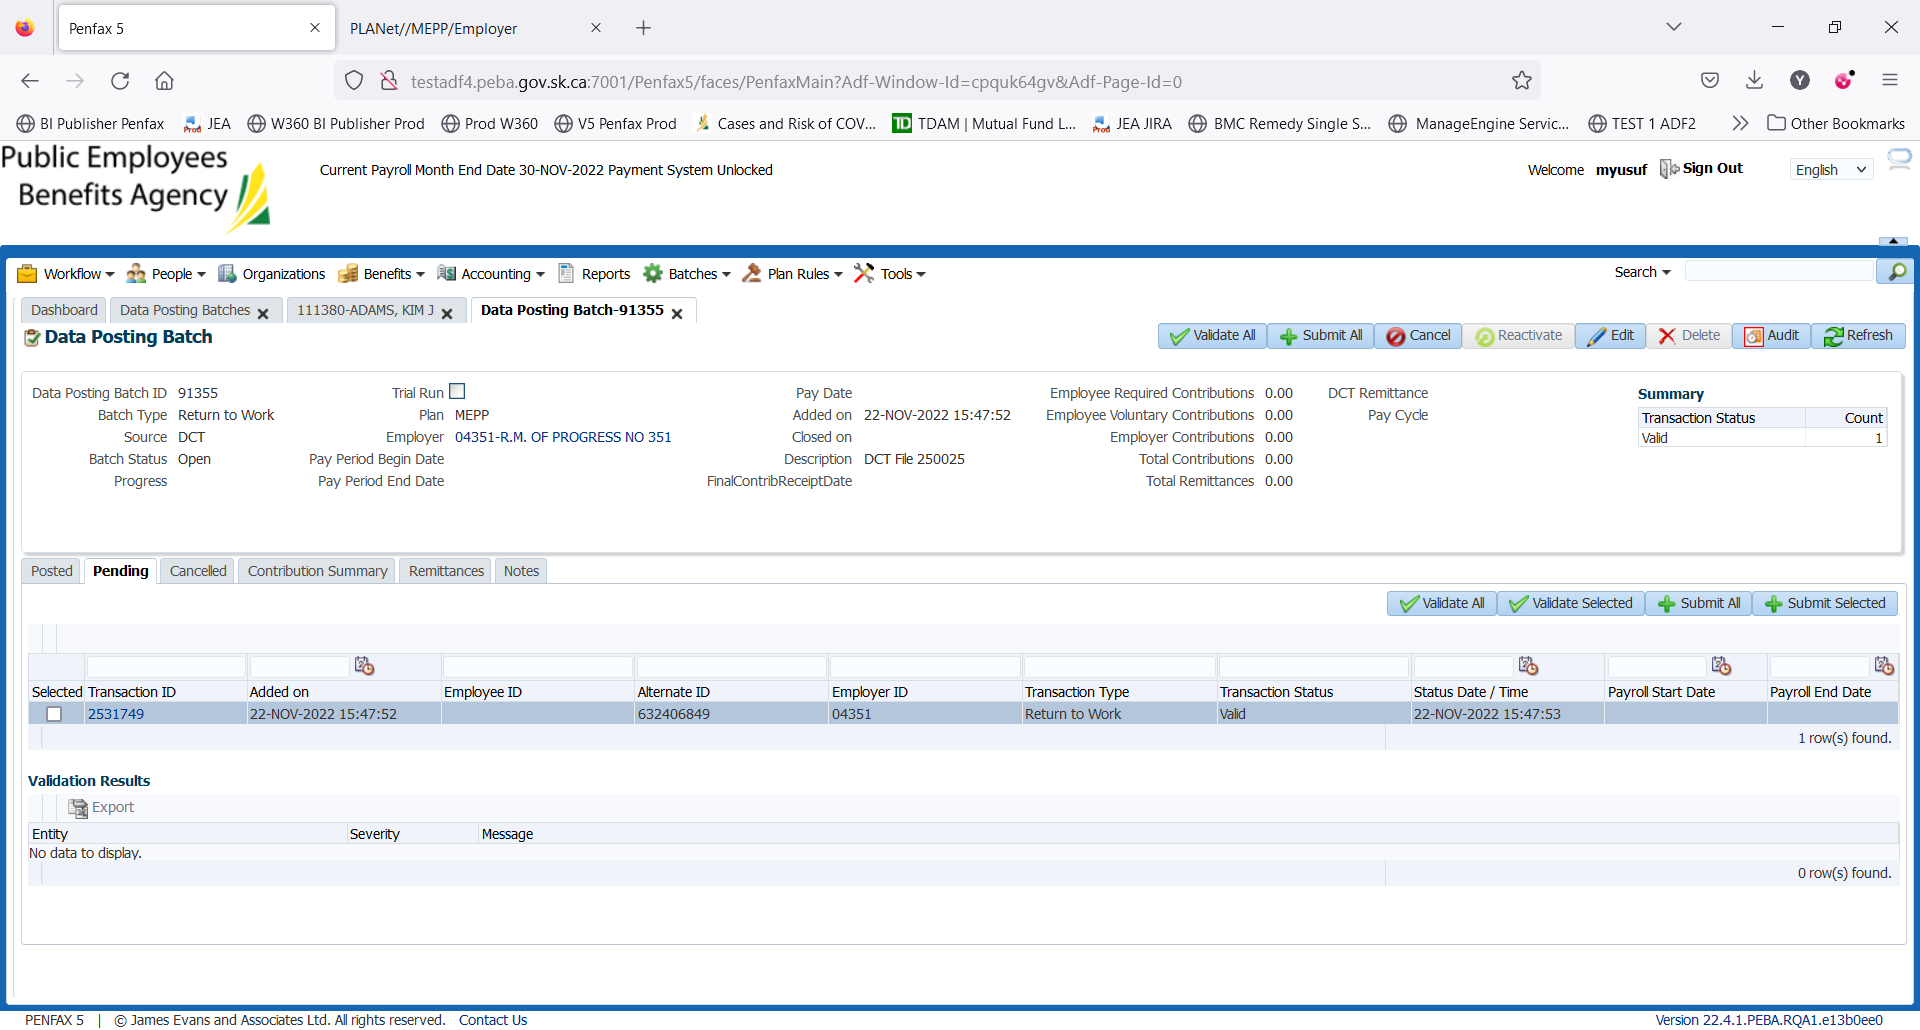 Penfax 5
PLANet//MEPP/Employer
testadf4.peba.gov.sk.ca:7001/Penfax5/faces/PenfaxMain?Adf-Window-Id=cpquk64gv&Adf-Page-Id=0
BI Publisher Penfax JEA W360 BI Publisher Prod Prod W360 V5 Penfax Prod Cases and Risk of COV... TDAM | Mutual Fund L... JEA JIRA BMC Remedy Single S... ManageEngine Servic... TEST 1 ADF2 Other Bookmarks
Public Employees
Benefits Agency
Current Payroll Month End Date 30-NOV-2022 Payment System Unlocked
Welcome myusuf Sign Out English
Workflow People Organizations Benefits Accounting Reports Batches Plan Rules Tools Search
Dashboard Data Posting Batches 111380-ADAMS, KIM J Data Posting Batch-91355
Data Posting Batch
Validate All Submit All Cancel Reactivate Edit Delete Audit Refresh
Data Posting Batch ID 91355 Trial Run Pay Date Employee Required Contributions 0.00 DCT Remittance Summary
Batch Type Return to Work Plan MEPP Added on 22-NOV-2022 15:47:52 Employee Voluntary Contributions 0.00 Pay Cycle Transaction Status Count
Source DCT Employer 04351-R.M. OF PROGRESS NO 351 Closed on Employer Contributions 0.00 Valid 1
Batch Status Open Pay Period Begin Date Description DCT File 250025 Total Contributions 0.00
Progress Pay Period End Date FinalContribReceiptDate Total Remittances 0.00
Posted Pending Cancelled Contribution Summary Remittances Notes
Validate All Validate Selected Submit All Submit Selected
Selected Transaction ID Added on Employee ID Alternate ID Employer ID Transaction Type Transaction Status Status Date / Time Payroll Start Date Payroll End Date
2531749 22-NOV-2022 15:47:52 632406849 04351 Return to Work Valid 22-NOV-2022 15:47:53
1 row(s) found.
Validation Results
Export
Entity Severity Message
No data to display.
0 row(s) found.
PENFAX 5 | © James Evans and Associates Ltd. All rights reserved. Contact Us Version 22.4.1.PEBA.RQA1.e13b0ee0